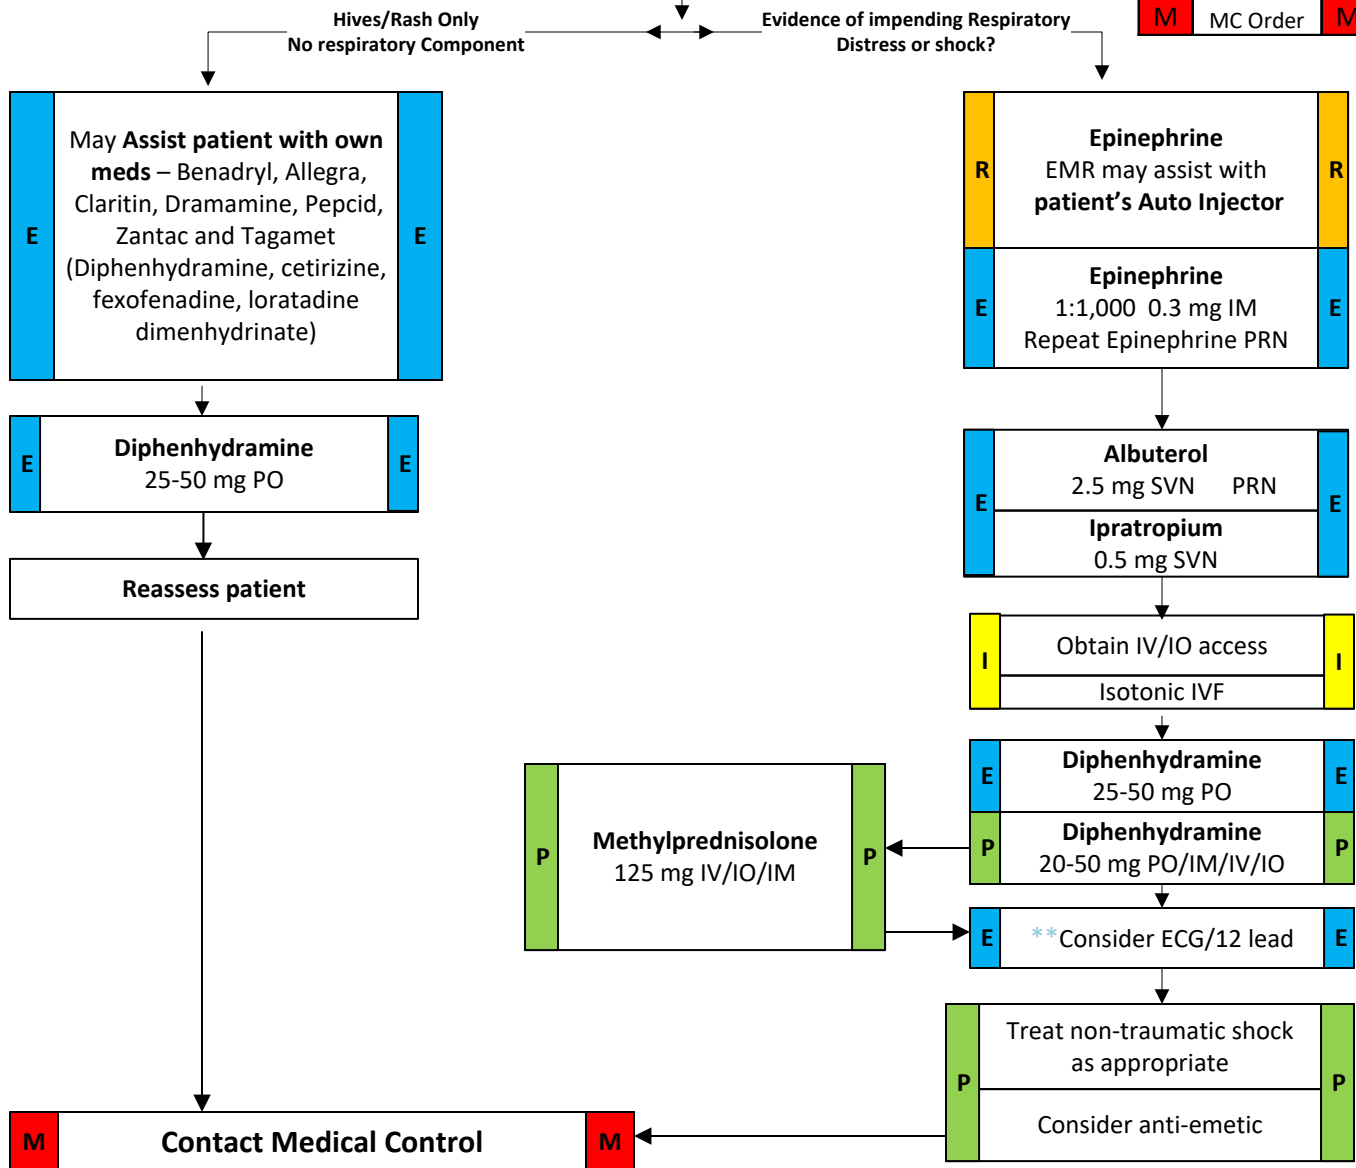 Hives/Rash Only
No respiratory Component
Evidence of impending Respiratory
Distress or shock?
M MC Order M
E
May Assist patient with own
meds – Benadryl, Allegra,
Claritin, Dramamine, Pepcid,
Zantac and Tagamet
(Diphenhydramine, cetirizine,
fexofenadine, loratadine
dimenhydrinate)
E
E
Diphenhydramine
25-50 mg PO
E
Reassess patient
R
Epinephrine
EMR may assist with
patient's Auto Injector
R
E
Epinephrine
1:1,000 0.3 mg IM
Repeat Epinephrine PRN
E
E
Albuterol
2.5 mg SVN PRN
Ipratropium
0.5 mg SVN
E
I
Obtain IV/IO access
Isotonic IVF
I
E
Diphenhydramine
25-50 mg PO
E
P
Diphenhydramine
20-50 mg PO/IM/IV/IO
P
P
Methylprednisolone
125 mg IV/IO/IM
P
E **Consider ECG/12 lead E
P
Treat non-traumatic shock
as appropriate
Consider anti-emetic
P
M Contact Medical Control M